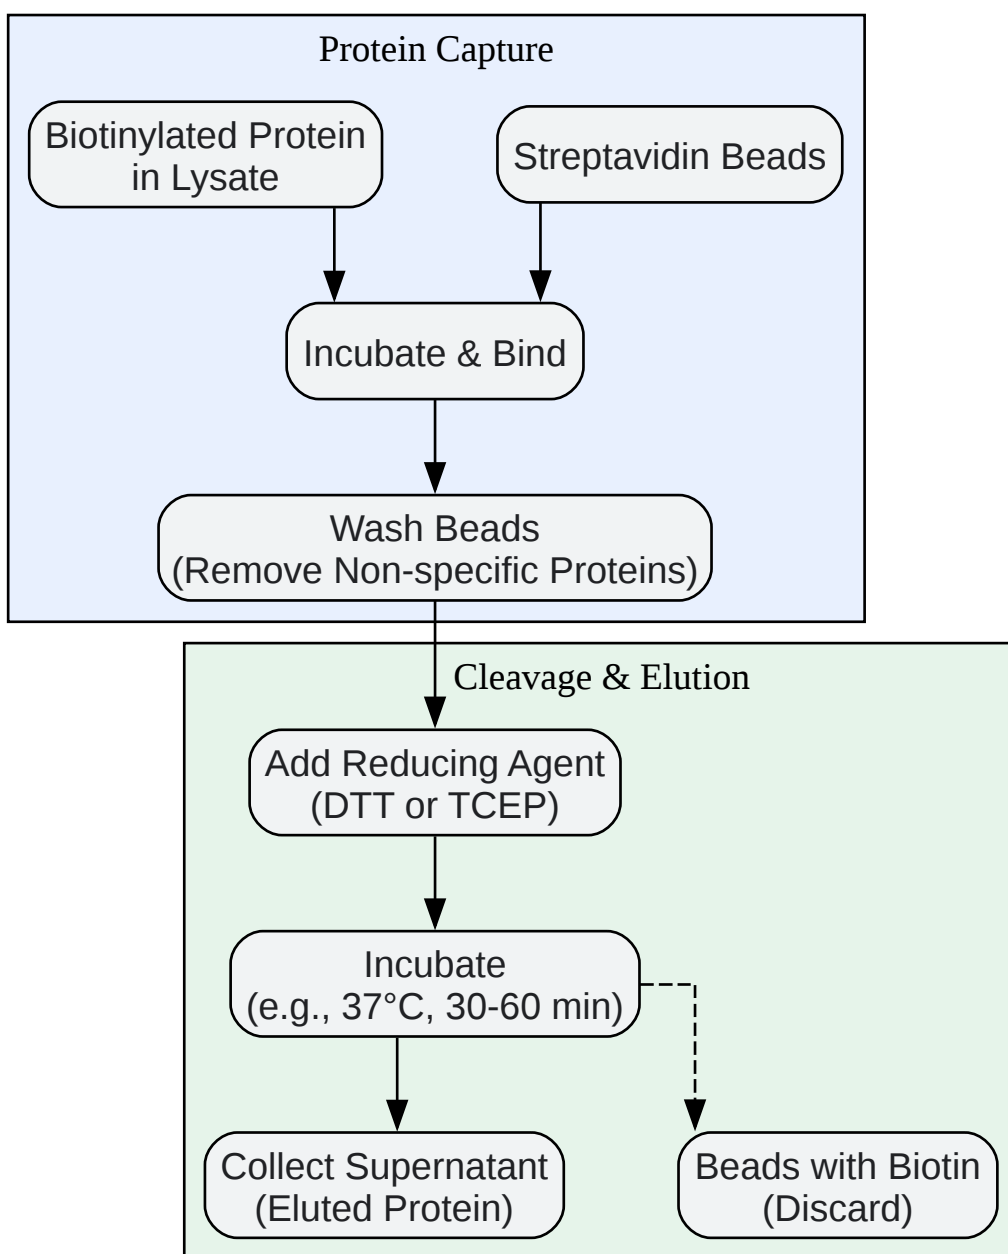 Protein Capture
Biotinylated Protein
in Lysate
Streptavidin Beads
Incubate & Bind
Wash Beads
(Remove Non-specific Proteins)
Cleavage & Elution
Add Reducing Agent
(DTT or TCEP)
Incubate
(e.g., 37°C, 30-60 min)
Collect Supernatant
(Eluted Protein)
Beads with Biotin
(Discard)